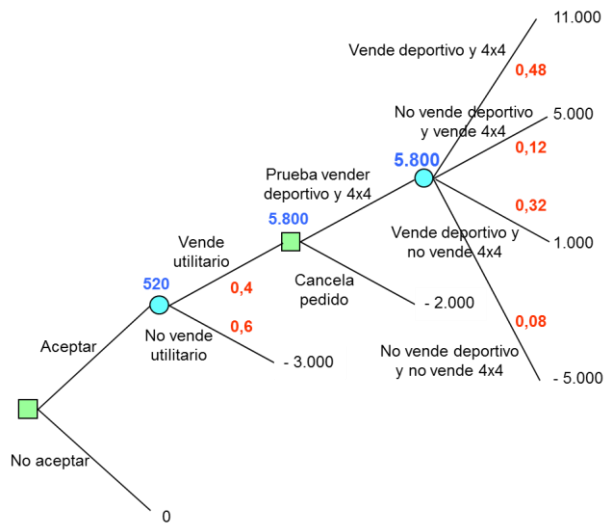 11.000
Vende deportivo y 4x4
0,48
No vende deportivo
y vende 4x4
5.000
0,12
5.800
Prueba vender
deportivo y 4x4
0,32
5.800
Vende deportivo y
no vende 4x4
1.000
Vende
utilitario
520
0,4
Cancela
pedido
- 2.000
0,08
0,6
No vende
utilitario
Aceptar
- 3.000
No vende deportivo
y no vende 4x4
- 5.000
No aceptar
0